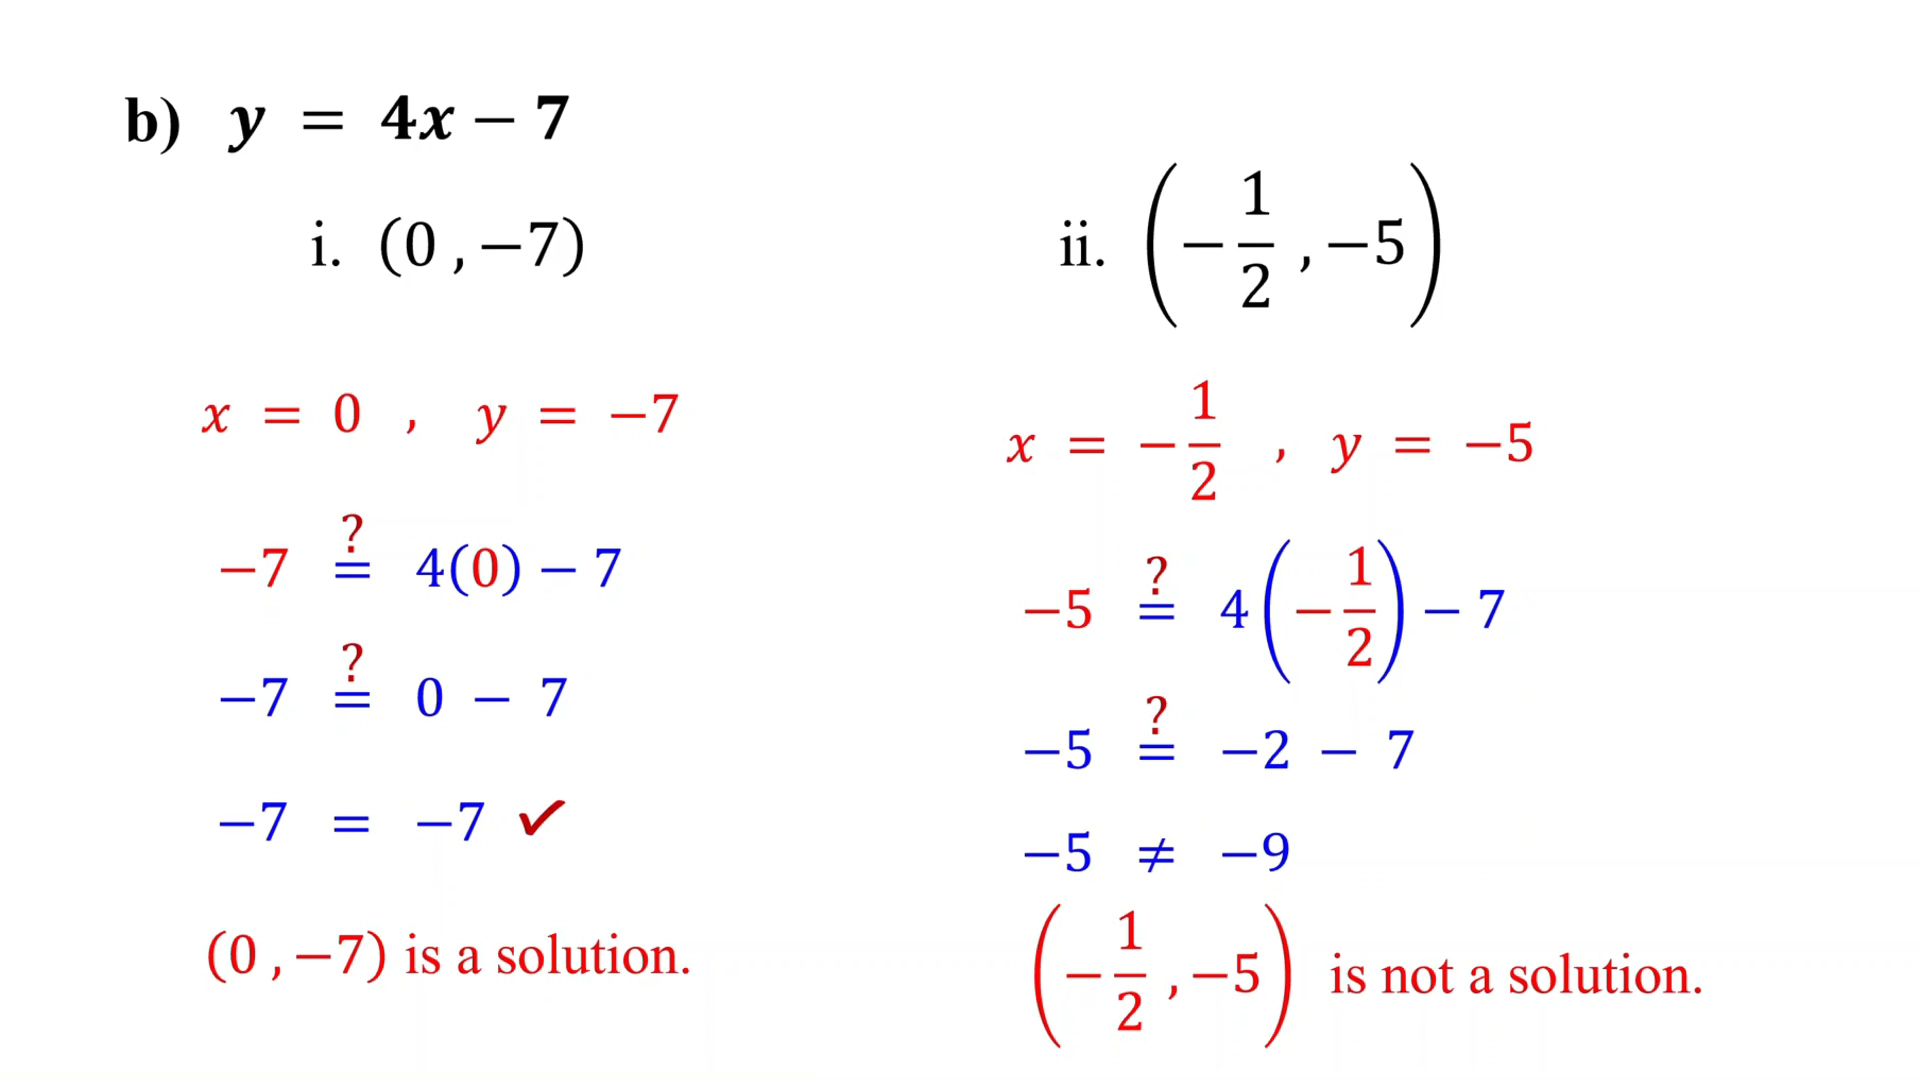 b) y = 4x − 7
i. (0 , −7)
x = 0 , y = −7
−7 ≟ 4(0) − 7
−7 ≟ 0 − 7
−7 = −7 ✓
(0 , −7) is a solution.
ii. (−1/2 , −5)
x = −1/2 , y = −5
−5 ≟ 4(−1/2) − 7
−5 ≟ −2 − 7
−5 ≠ −9
(−1/2 , −5) is not a solution.